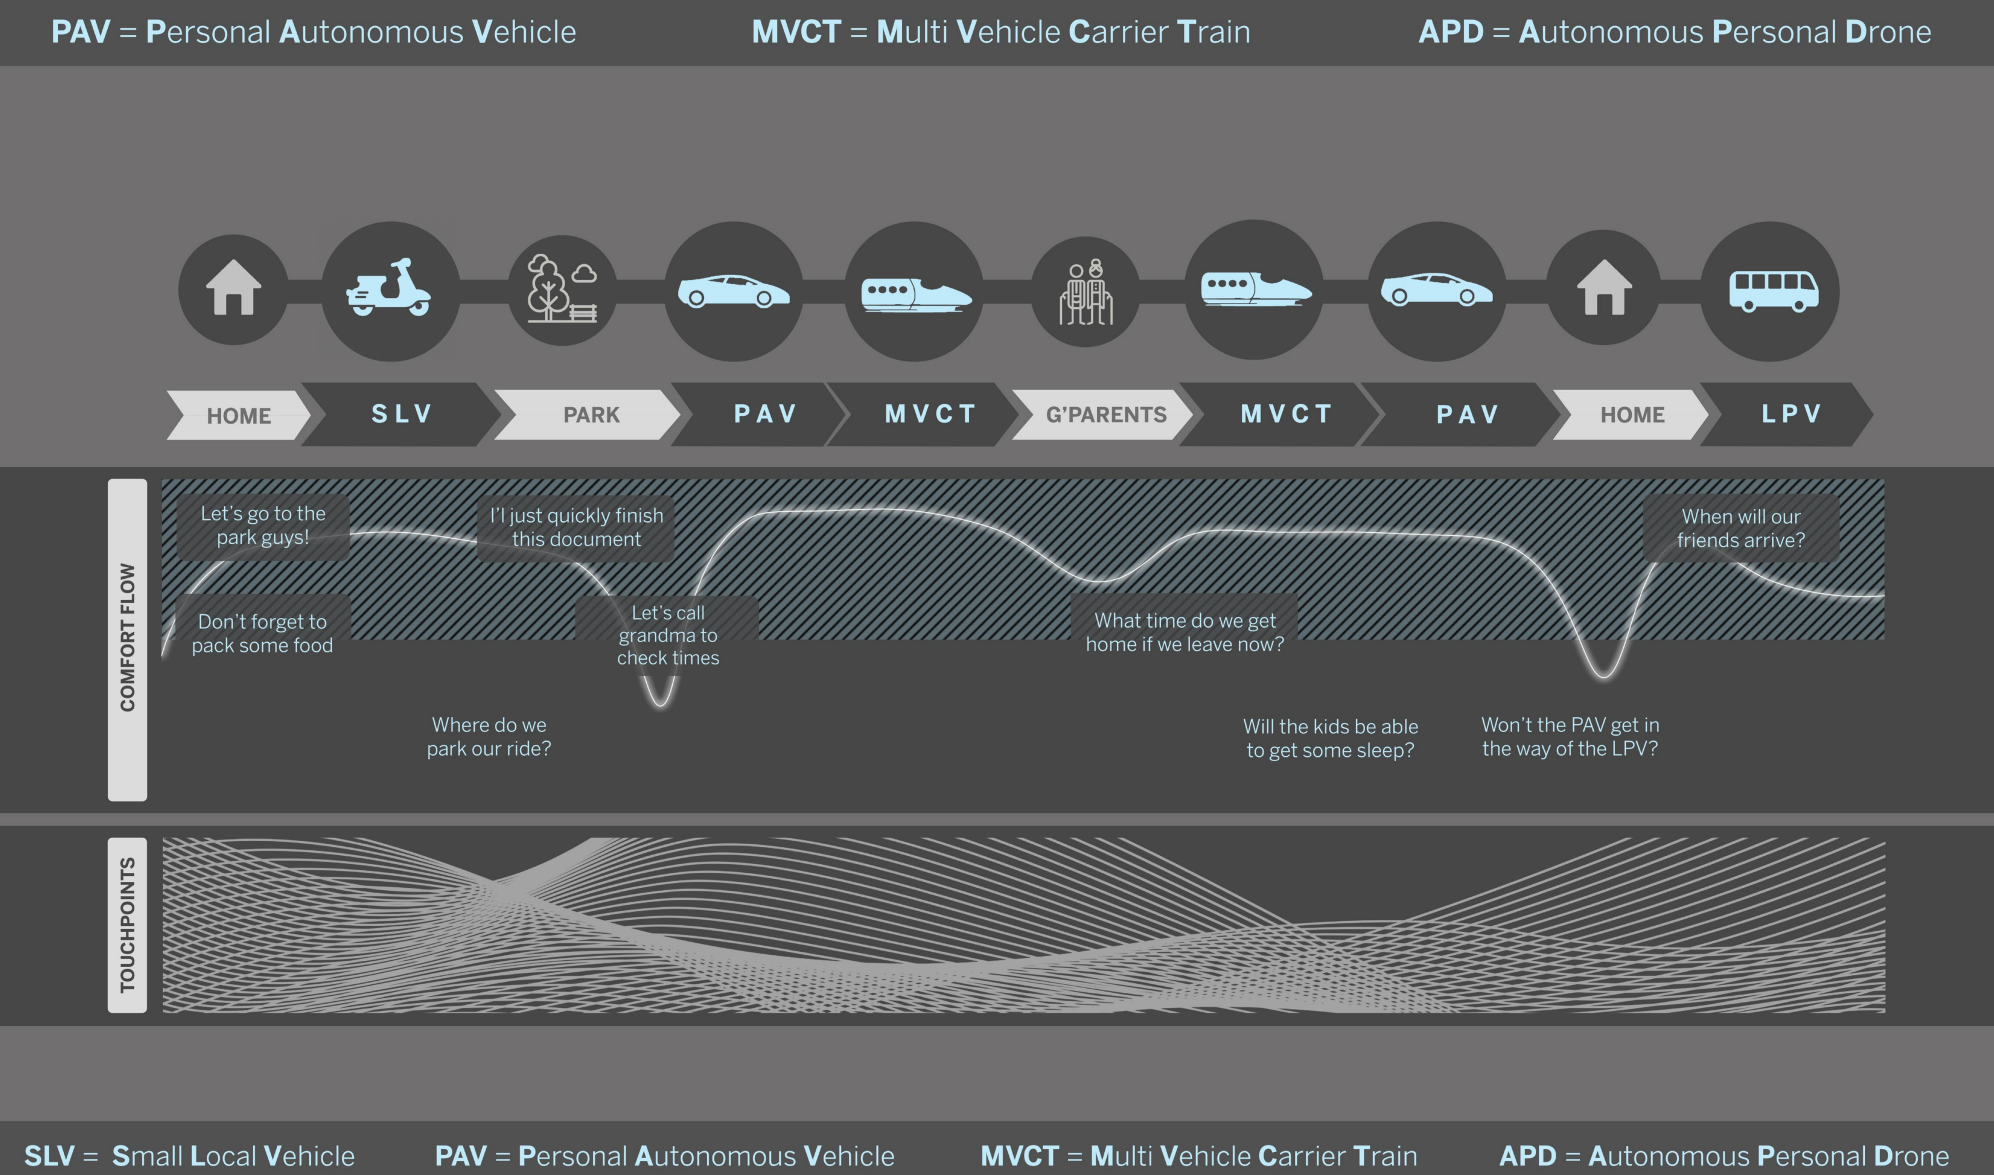 PAV = Personal Autonomous Vehicle
MVCT = Multi Vehicle Carrier Train
APD = Autonomous Personal Drone
HOME
SLV
PARK
PAV
MVCT
G'PARENTS
MVCT
PAV
HOME
LPV
COMFORT FLOW
Let's go to the
park guys!
Don't forget to
pack some food
Where do we
park our ride?
I'l just quickly finish
this document
Let's call
grandma to
check times
What time do we get
home if we leave now?
Will the kids be able
to get some sleep?
Won't the PAV get in
the way of the LPV?
When will our
friends arrive?
TOUCHPOINTS
SLV = Small Local Vehicle
PAV = Personal Autonomous Vehicle
MVCT = Multi Vehicle Carrier Train
APD = Autonomous Personal Drone